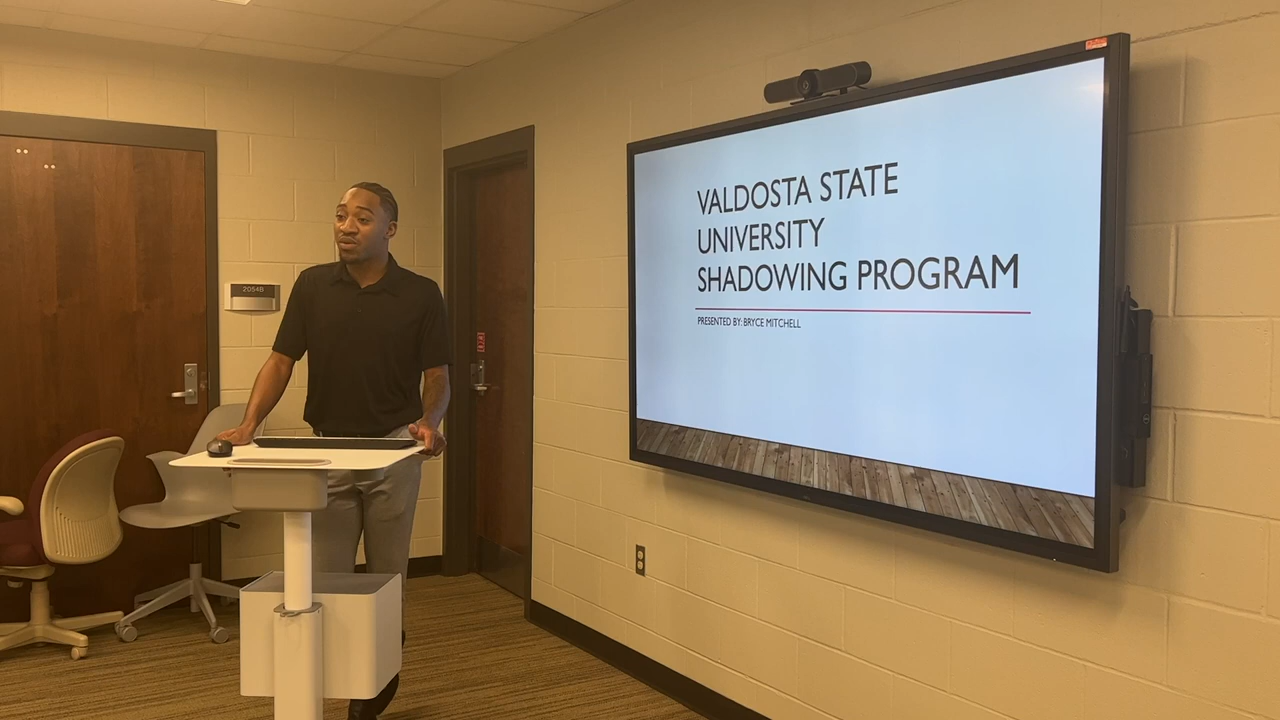 2054B
VALDOSTA STATE
UNIVERSITY
SHADOWING PROGRAM
PRESENTED BY: BRYCE MITCHELL